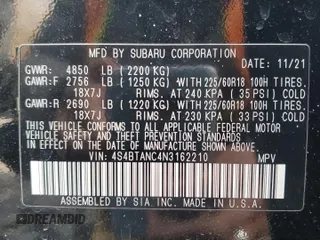 MFD BY SUBARU CORPORATION 11/21
GVWR: 4850 LB (2200 KG)
GAWR:F 2756 LB (1250 KG) WITH 225/60R18 100H TIRES.
18X7J RIMS. AT 240 KPA (35 PSI) COLD
GAWR:R 2690 LB (1220 KG) WITH 225/60R18 100H TIRES.
18X7J RIMS. AT 230 KPA (33 PSI) COLD
THIS VEHICLE CONFORMS TO ALL APPLICABLE FEDERAL MOTOR
VEHICLE SAFETY AND THEFT PREVENTION STANDARDS IN
EFFECT ON THE DATE OF MANUFACTURE SHOWN ABOVE.
VIN: 4S4BTANC4N3162210 MPV
ASSEMBLED BY SIA INC. MADE IN U.S.A.
DREAMBID